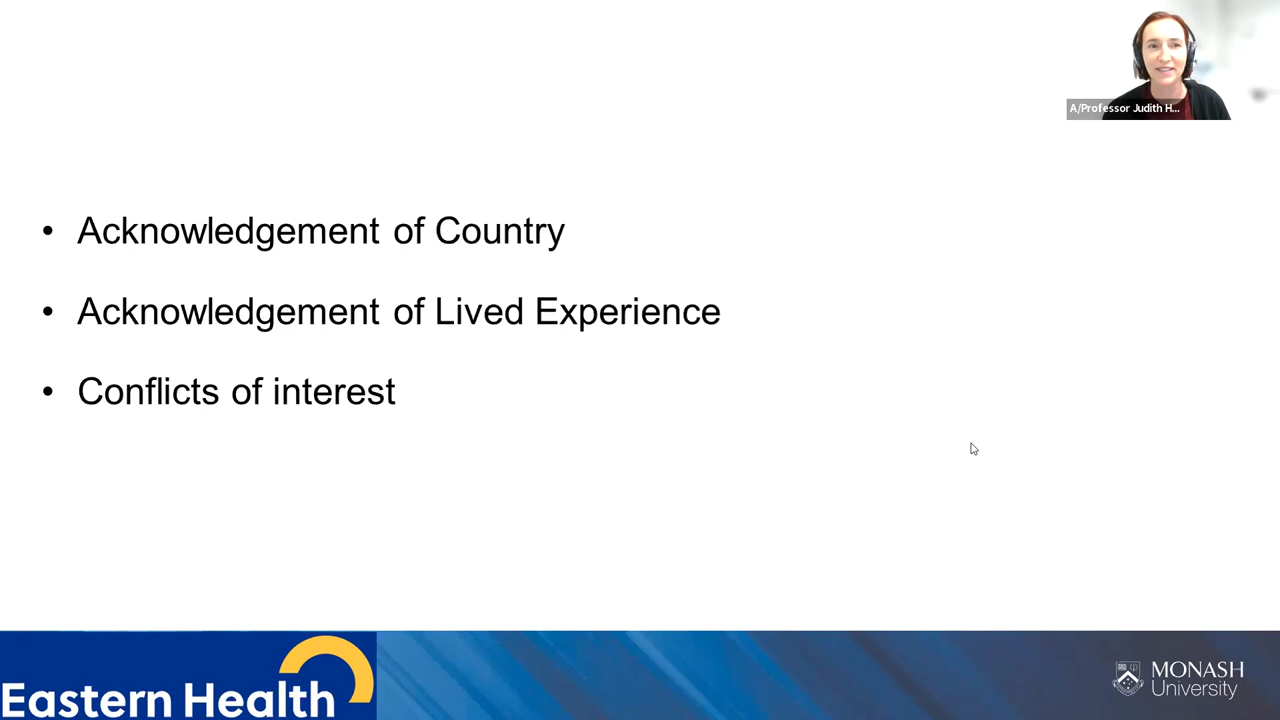 A/Professor Judith H...
• Acknowledgement of Country
• Acknowledgement of Lived Experience
• Conflicts of interest
Eastern Health
MONASH
University